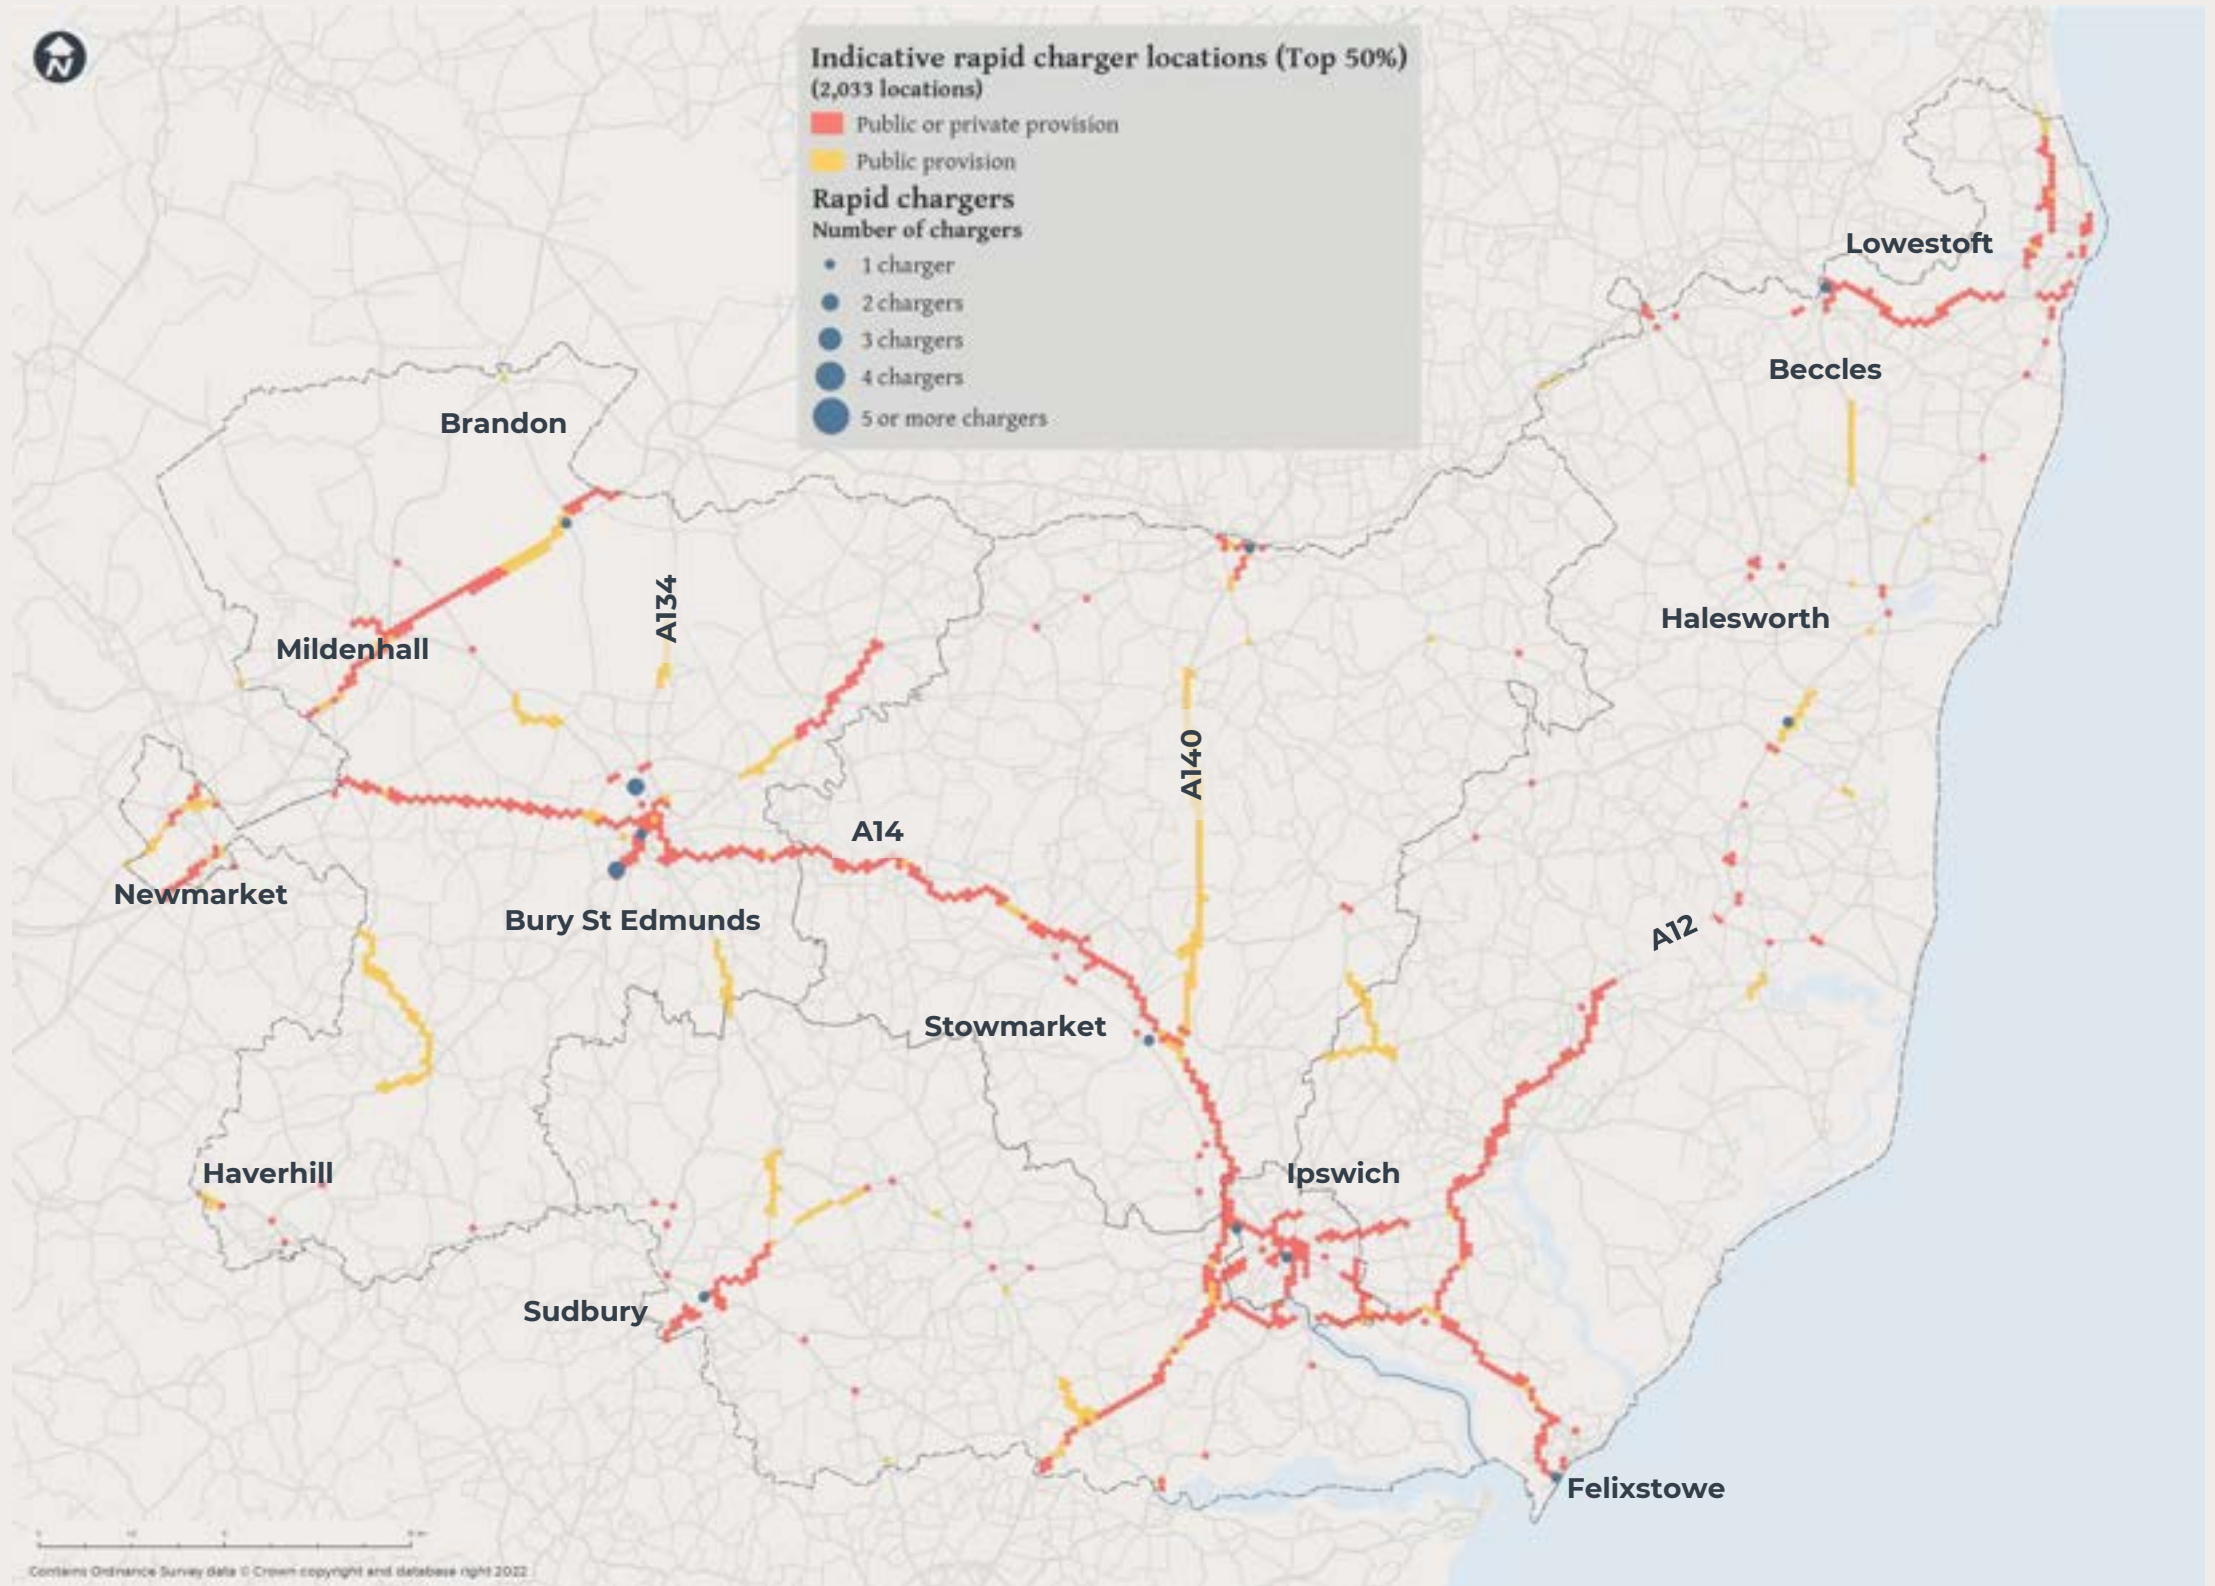 N
Indicative rapid charger locations (Top 50%)
(2,033 locations)
Public or private provision
Public provision
Rapid chargers
Number of chargers
1 charger
2 chargers
3 chargers
4 chargers
5 or more chargers
Lowestoft
Beccles
Brandon
A134
Mildenhall
Halesworth
A140
A14
Newmarket
Bury St Edmunds
A12
Stowmarket
Haverhill
Ipswich
Sudbury
Felixstowe
Contains Ordnance Survey data © Crown copyright and database right 2022